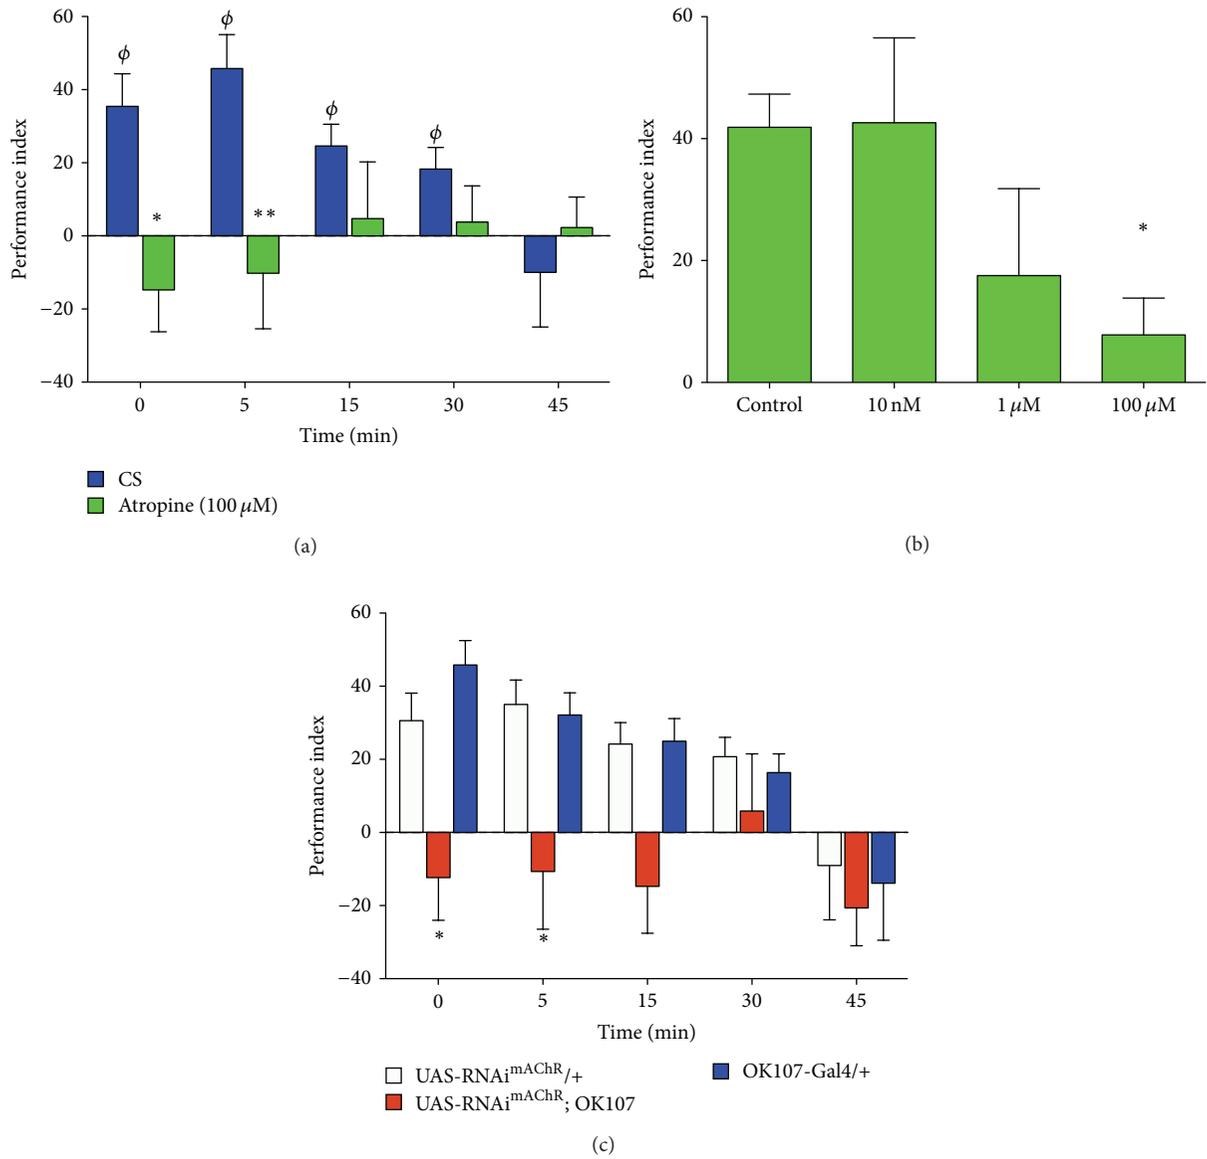 60
40
20
0
−20
−40
Performance index
ϕ
ϕ
ϕ
ϕ
*
**
0 5 15 30 45
Time (min)
CS
Atropine (100 μM)
(a)
60
40
20
0
Performance index
*
Control 10 nM 1 μM 100 μM
(b)
60
40
20
0
−20
−40
Performance index
*
*
0 5 15 30 45
Time (min)
UAS-RNAi^mAChR/+
UAS-RNAi^mAChR; OK107
OK107-Gal4/+
(c)